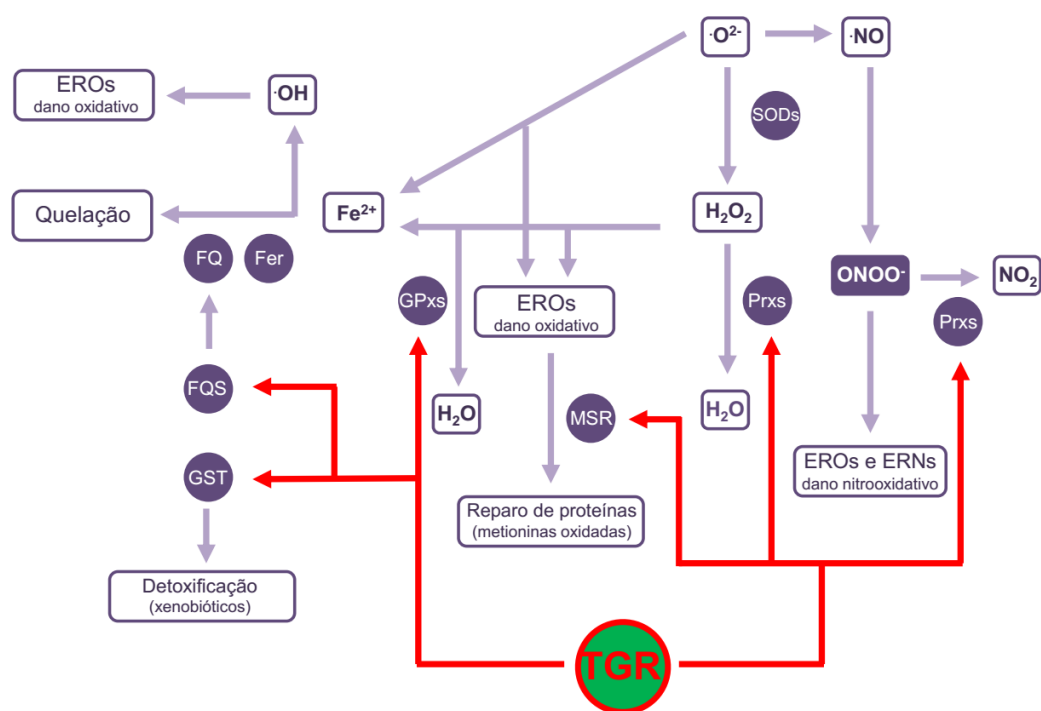 ·O²⁻
·NO
EROs
dano oxidativo
·OH
SODs
Quelação
Fe²⁺
H₂O₂
FQ
Fer
ONOO⁻
NO₂
GPxs
EROs
dano oxidativo
Prxs
Prxs
FQS
H₂O
MSR
H₂O
GST
EROs e ERNs
dano nitrooxidativo
Reparo de proteínas
(metioninas oxidadas)
Detoxificação
(xenobióticos)
TGR